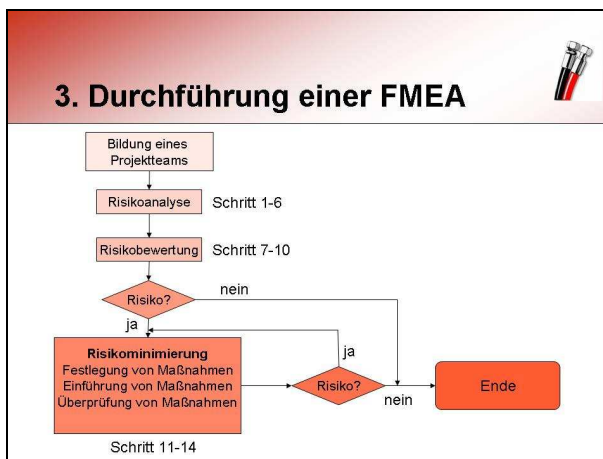 3. Durchführung einer FMEA
Bildung eines
Projektteams
Risikoanalyse
Schritt 1-6
Risikobewertung
Schritt 7-10
Risiko?
nein
ja
Risikominimierung
Festlegung von Maßnahmen
Einführung von Maßnahmen
Überprüfung von Maßnahmen
ja
Risiko?
nein
Ende
Schritt 11-14